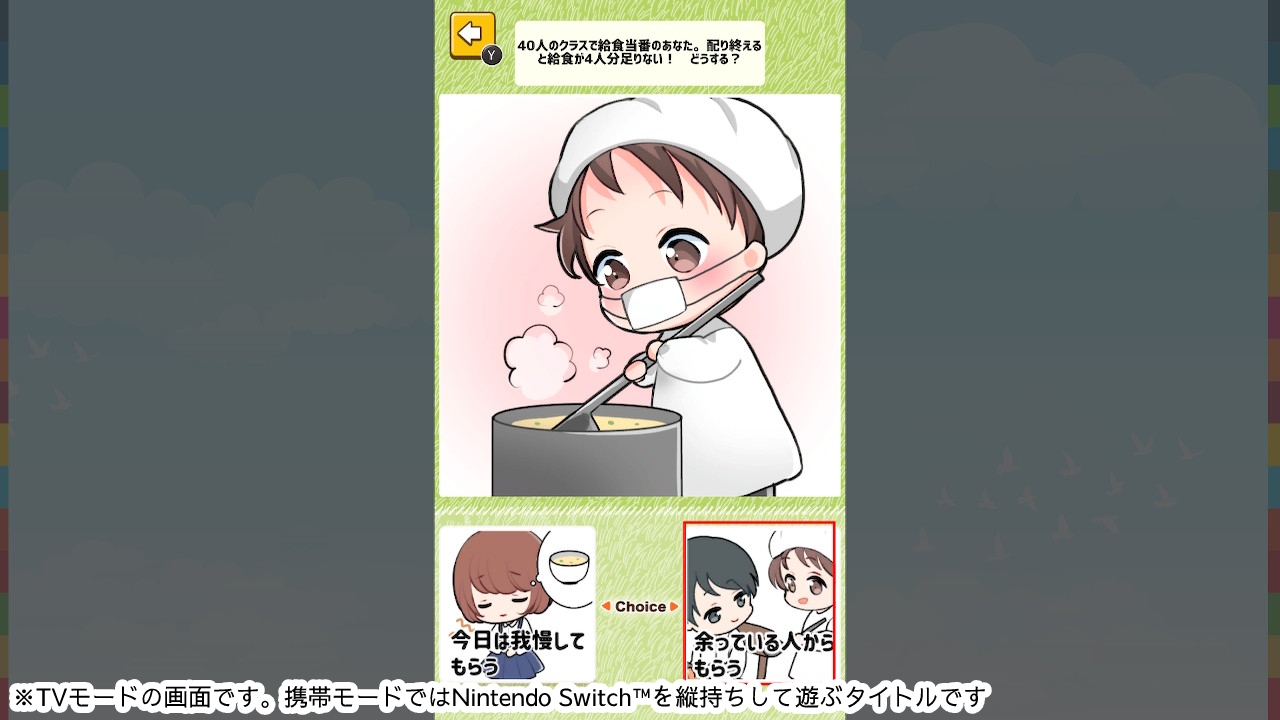 Y
40人のクラスで給食当番のあなた。配り終える
と給食が4人分足りない！　どうする？
今日は我慢して
もらう
Choice
余っている人から
もらう
※TVモードの画面です。携帯モードではNintendo Switch™を縦持ちして遊ぶタイトルです